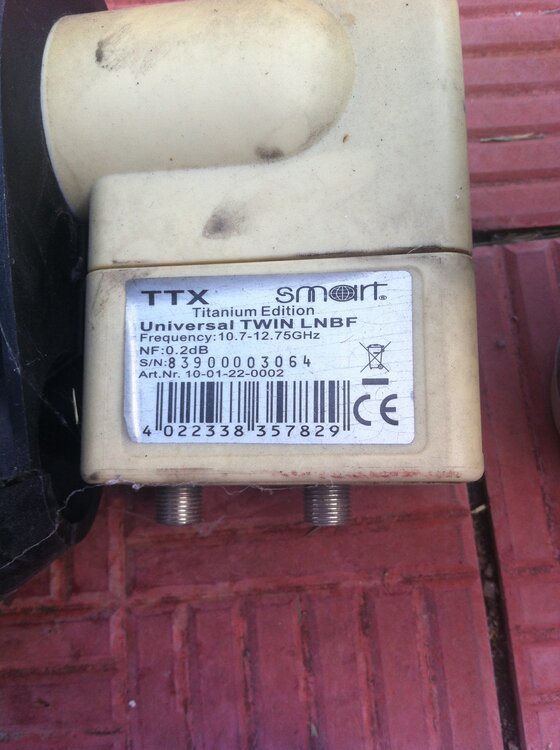 TTX smart®
Titanium Edition
Universal TWIN LNBF
Frequency:10.7-12.75GHz
NF:0.2dB
S/N:83900003064
Art.Nr. 10-01-22-0002
CE
4 022338 357829